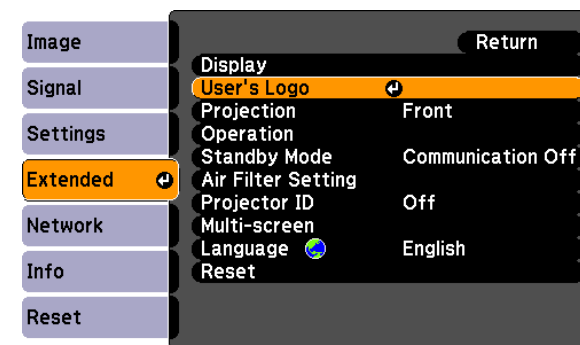 Image
Signal
Settings
Extended
Network
Info
Reset
Return
Display
User's Logo
Projection Front
Operation
Standby Mode Communication Off
Air Filter Setting
Projector ID Off
Multi-screen
Language English
Reset